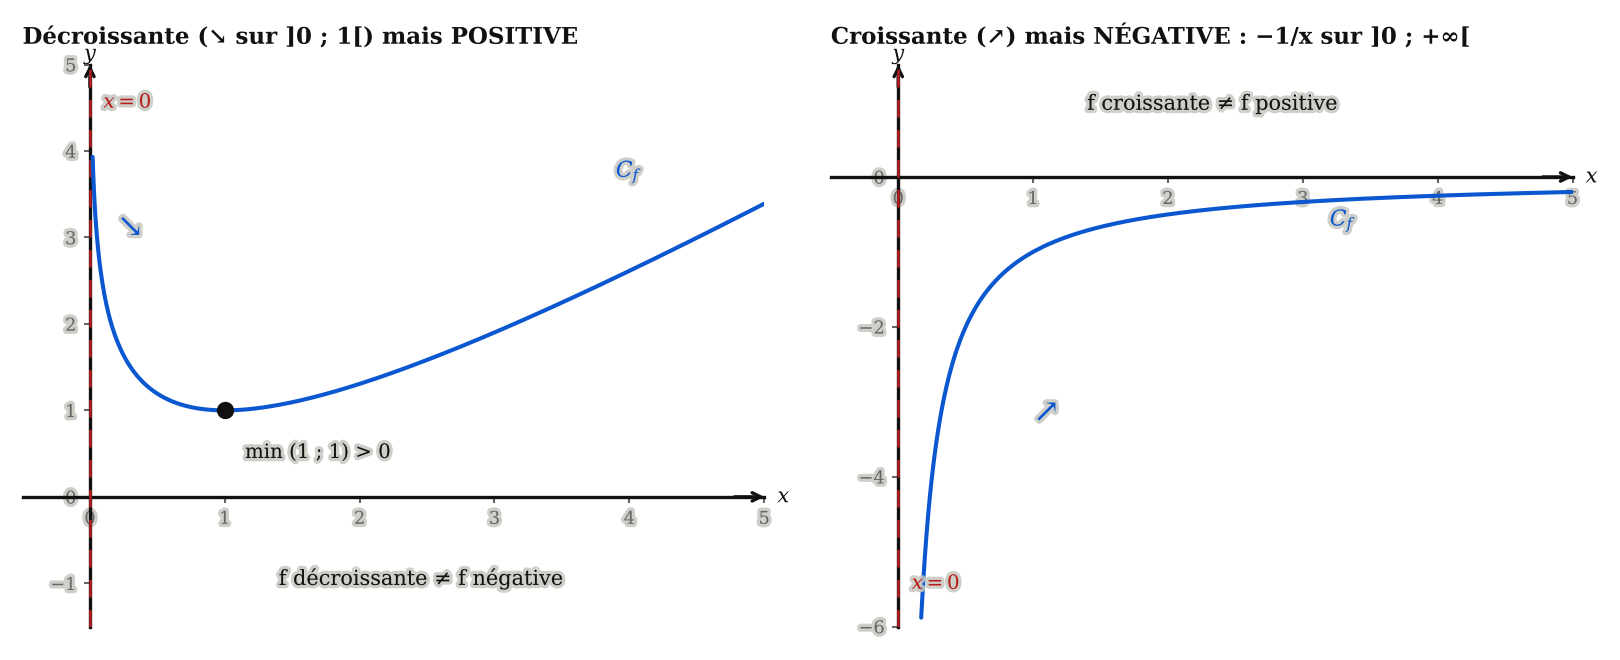 Décroissante (↘ sur ]0 ; 1[) mais POSITIVE
y
5
x = 0
4
C_f
↘
3
2
1
min (1 ; 1) > 0
0
x
0 1 2 3 4 5
f décroissante ≠ f négative
−1
Croissante (↗) mais NÉGATIVE : −1/x sur ]0 ; +∞[
y
f croissante ≠ f positive
0
x
0 1 2 3 4 5
C_f
−2
↗
−4
x = 0
−6